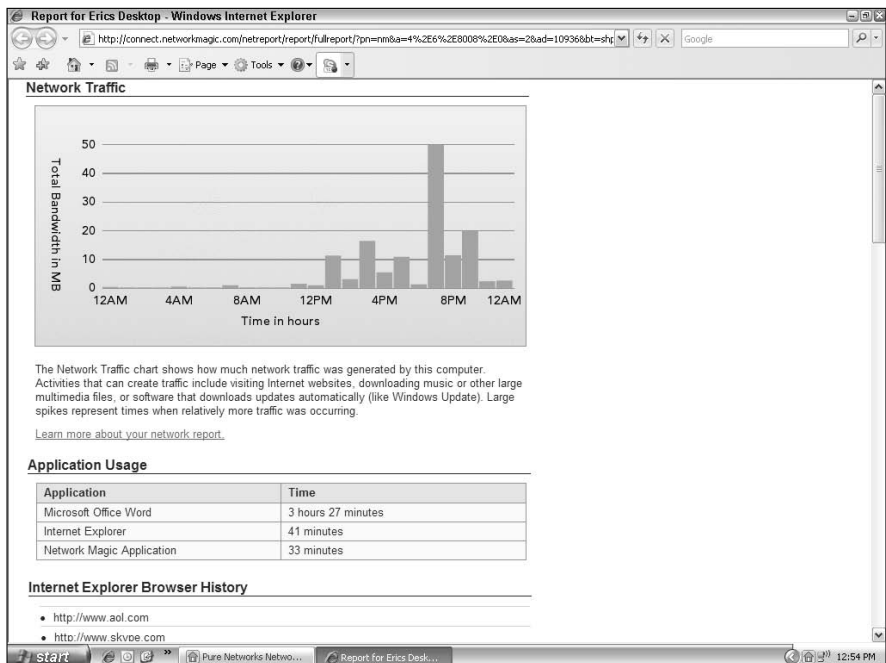 Report for Erics Desktop - Windows Internet Explorer
http://connect.networkmagic.com/netreport/report/fullreport/?pn=nm&a=4%2E6%2E8008%2E0&as=2&ad=10936&bt=shp
Google
Page Tools
Network Traffic
Total Bandwidth in MB
50
40
30
20
10
0
12AM 4AM 8AM 12PM 4PM 8PM 12AM
Time in hours
The Network Traffic chart shows how much network traffic was generated by this computer.
Activities that can create traffic include visiting Internet websites, downloading music or other large
multimedia files, or software that downloads updates automatically (like Windows Update). Large
spikes represent times when relatively more traffic was occurring.
Learn more about your network report.
Application Usage
Application Time
Microsoft Office Word 3 hours 27 minutes
Internet Explorer 41 minutes
Network Magic Application 33 minutes
Internet Explorer Browser History
• http://www.aol.com
• http://www.skype.com
start Pure Networks Netwo... Report for Erics Desk... 12:54 PM